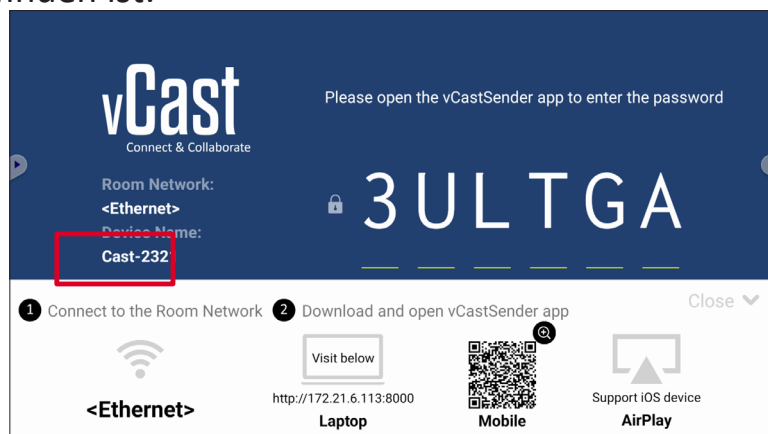 vCast
Connect & Collaborate
Please open the vCastSender app to enter the password
Room Network:
<Ethernet>
Device Name:
Cast-2321
3ULTGA
Close
1 Connect to the Room Network
2 Download and open vCastSender app
Visit below
http://172.21.6.113:8000
Support iOS device
<Ethernet>
Laptop
Mobile
AirPlay